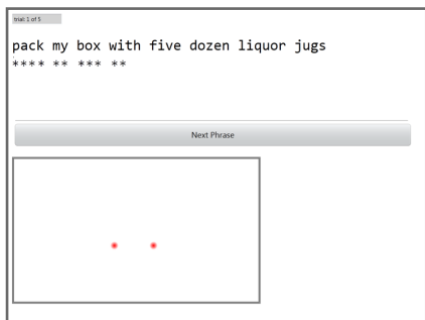 trial: 1 of 5
pack my box with five dozen liquor jugs
**** ** *** **
Next Phrase